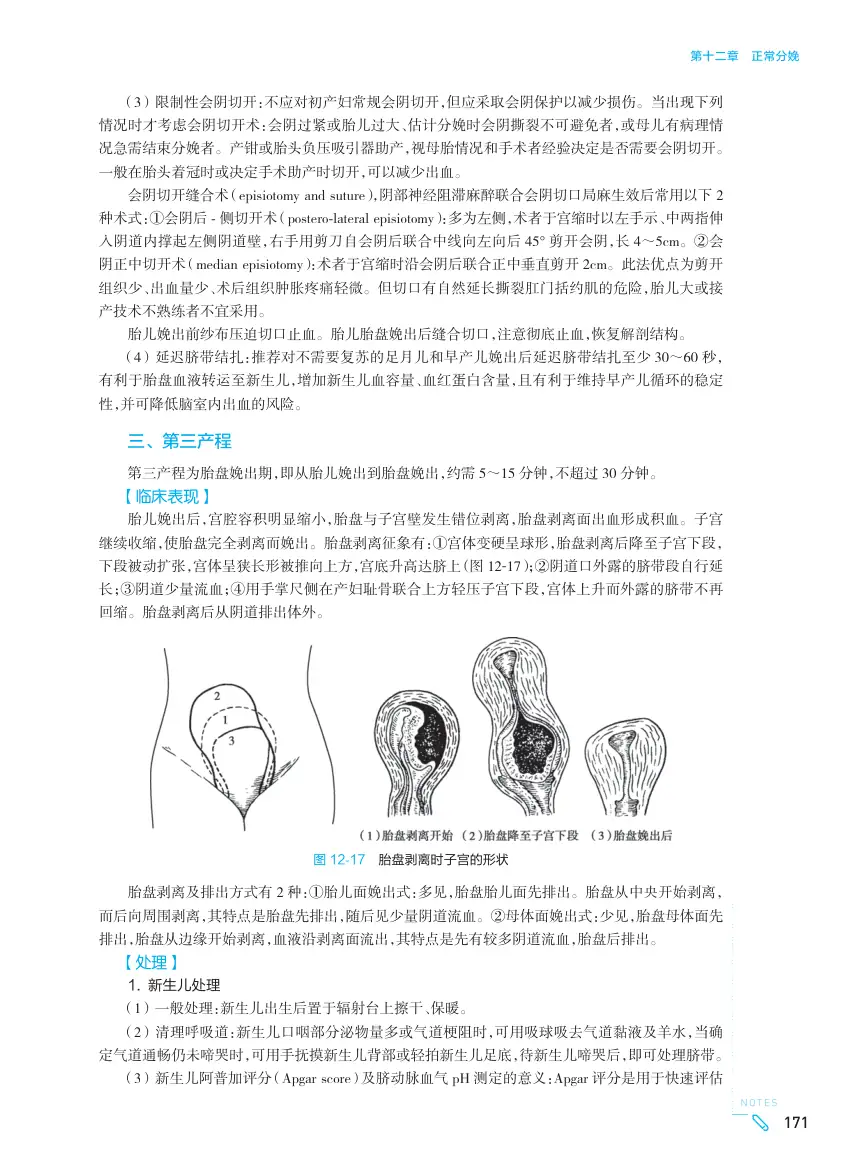 第十二章 正常分娩
（3）限制性会阴切开：不应对初产妇常规会阴切开，但应采取会阴保护以减少损伤。当出现下列
情况时才考虑会阴切开术：会阴过紧或胎儿过大、估计分娩时会阴撕裂不可避免者，或母儿有病理情
况急需结束分娩者。产钳或胎头负压吸引器助产，视母胎情况和手术者经验决定是否需要会阴切开。
一般在胎头着冠时或决定手术助产时切开，可以减少出血。
会阴切开缝合术（episiotomy and suture），阴部神经阻滞麻醉联合会阴切口局麻生效后常用以下 2
种术式：①会阴后 - 侧切开术（postero-lateral episiotomy）：多为左侧，术者于宫缩时以左手示、中两指伸
入阴道内撑起左侧阴道壁，右手用剪刀自会阴后联合中线向左向后 45° 剪开会阴，长 4～5cm。②会
阴正中切开术（median episiotomy）：术者于宫缩时沿会阴后联合正中垂直剪开 2cm。此法优点为剪开
组织少、出血量少、术后组织肿胀疼痛轻微。但切口有自然延长撕裂肛门括约肌的危险，胎儿大或接
产技术不熟练者不宜采用。
胎儿娩出前纱布压迫切口止血。胎儿胎盘娩出后缝合切口，注意彻底止血，恢复解剖结构。
（4）延迟脐带结扎：推荐对不需要复苏的足月儿和早产儿娩出后延迟脐带结扎至少 30～60 秒，
有利于胎盘血液转运至新生儿，增加新生儿血容量、血红蛋白含量，且有利于维持早产儿循环的稳定
性，并可降低脑室内出血的风险。
三、第三产程
第三产程为胎盘娩出期，即从胎儿娩出到胎盘娩出，约需 5～15 分钟，不超过 30 分钟。
【临床表现】
胎儿娩出后，宫腔容积明显缩小，胎盘与子宫壁发生错位剥离，胎盘剥离面出血形成积血。子宫
继续收缩，使胎盘完全剥离而娩出。胎盘剥离征象有：①宫体变硬呈球形，胎盘剥离后降至子宫下段，
下段被动扩张，宫体呈狭长形被推向上方，宫底升高达脐上（图 12-17）；②阴道口外露的脐带段自行延
长；③阴道少量流血；④用手掌尺侧在产妇耻骨联合上方轻压子宫下段，宫体上升而外露的脐带不再
回缩。胎盘剥离后从阴道排出体外。
2
1
3
（1）胎盘剥离开始 （2）胎盘降至子宫下段 （3）胎盘娩出后
图 12-17 胎盘剥离时子宫的形状
胎盘剥离及排出方式有 2 种：①胎儿面娩出式：多见，胎盘胎儿面先排出。胎盘从中央开始剥离，
而后向周围剥离，其特点是胎盘先排出，随后见少量阴道流血。②母体面娩出式：少见，胎盘母体面先
排出，胎盘从边缘开始剥离，血液沿剥离面流出，其特点是先有较多阴道流血，胎盘后排出。
【处理】
1. 新生儿处理
（1）一般处理：新生儿出生后置于辐射台上擦干、保暖。
（2）清理呼吸道：新生儿口咽部分泌物量多或气道梗阻时，可用吸球吸去气道黏液及羊水，当确
定气道通畅仍未啼哭时，可用手抚摸新生儿背部或轻拍新生儿足底，待新生儿啼哭后，即可处理脐带。
（3）新生儿阿普加评分（Apgar score）及脐动脉血气 pH 测定的意义：Apgar 评分是用于快速评估
NOTES
171